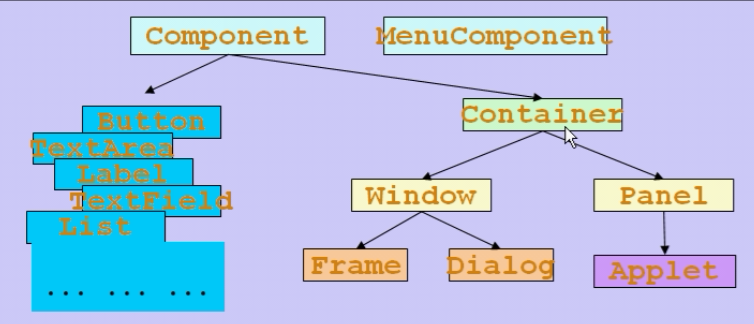 Component
MenuComponent
Container
Button
TextArea
Label
TextField
List
... ... ...
Window
Panel
Frame
Dialog
Applet